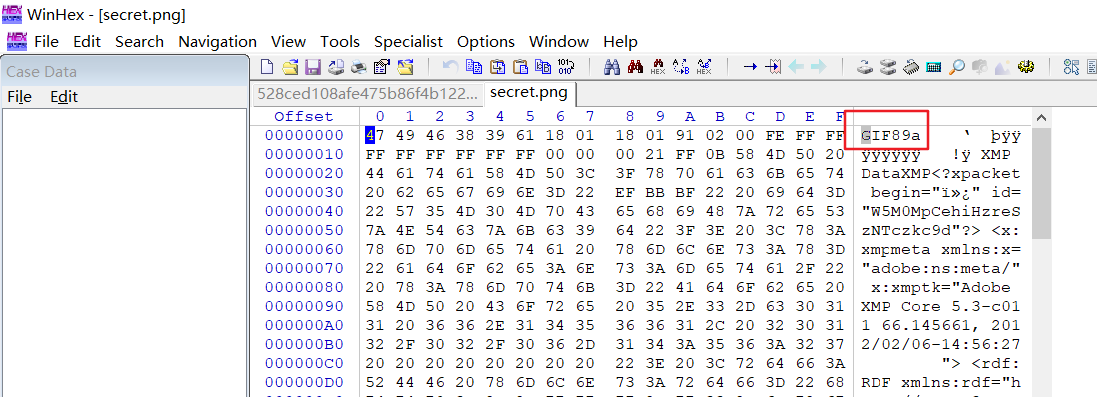 WinHex - [secret.png]
File Edit Search Navigation View Tools Specialist Options Window Help
Case Data
File Edit
528ced108afe475b86f4b122... secret.png
Offset 0 1 2 3 4 5 6 7 8 9 A B C D E F
00000000 47 49 46 38 39 61 18 01 18 01 91 02 00 FE FF FF GIF89a ‘ þÿÿ
00000010 FF FF FF FF FF FF 00 00 00 21 FF 0B 58 4D 50 20 ÿÿÿÿÿÿ !ÿ XMP
00000020 44 61 74 61 58 4D 50 3C 3F 78 70 61 63 6B 65 74 DataXMP<?xpacket
00000030 20 62 65 67 69 6E 3D 22 EF BB BF 22 20 69 64 3D begin="ï»¿" id=
00000040 22 57 35 4D 30 4D 70 43 65 68 69 48 7A 72 65 53 "W5M0MpCehiHzreS
00000050 7A 4E 54 63 7A 6B 63 39 64 22 3F 3E 20 3C 78 3A zNTczkc9d"?> <x:
00000060 78 6D 70 6D 65 74 61 20 78 6D 6C 6E 73 3A 78 3D xmpmeta xmlns:x=
00000070 22 61 64 6F 62 65 3A 6E 73 3A 6D 65 74 61 2F 22 "adobe:ns:meta/"
00000080 20 78 3A 78 6D 70 74 6B 3D 22 41 64 6F 62 65 20 x:xmptk="Adobe
00000090 58 4D 50 20 43 6F 72 65 20 35 2E 33 2D 63 30 31 XMP Core 5.3-c01
000000A0 31 20 36 36 2E 31 34 35 36 36 31 2C 20 32 30 31 1 66.145661, 201
000000B0 32 2F 30 32 2F 30 36 2D 31 34 3A 35 36 3A 32 37 2/02/06-14:56:27
000000C0 20 20 20 20 20 20 20 20 22 3E 20 3C 72 64 66 3A "> <rdf:
000000D0 52 44 46 20 78 6D 6C 6E 73 3A 72 64 66 3D 22 68 RDF xmlns:rdf="h